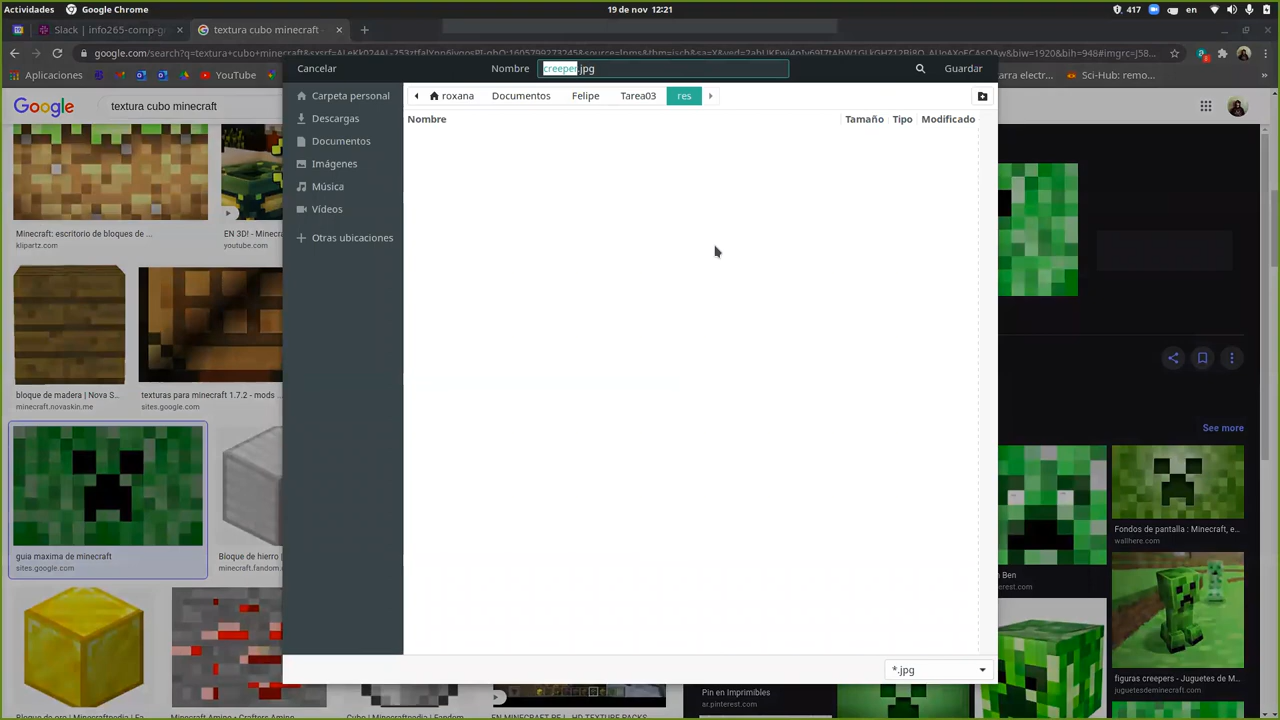 Actividades
Google Chrome
19 de nov 12:21
417
en
Slack | info265-comp-g
textura cubo minecraft
google.com/search?q=textura+cubo+minecraft
Aplicaciones
YouTube
Sci-Hub: remo...
Google
textura cubo minecraft
Cancelar
Nombre
creeper.jpg
Guardar
Carpeta personal
Descargas
Documentos
Imágenes
Música
Vídeos
Otras ubicaciones
roxana
Documentos
Felipe
Tarea03
res
Nombre
Tamaño
Tipo
Modificado
*.jpg
Minecraft: escritorio de bloques de ...
klipartz.com
EN 3D! - Minecra
youtube.com
bloque de madera | Nova S...
minecraft.novaskin.me
texturas para minecraft 1.7.2 - mods ...
sites.google.com
guia maxima de minecraft
sites.google.com
Bloque de hierro |
minecraft.fandom.
See more
Ben
pinterest.com
Fondos de pantalla : Minecraft, e...
wallhere.com
figuras creepers - Juguetes de M...
juguetesdeminecraft.com
Pin en Imprimibles
ar.pinterest.com